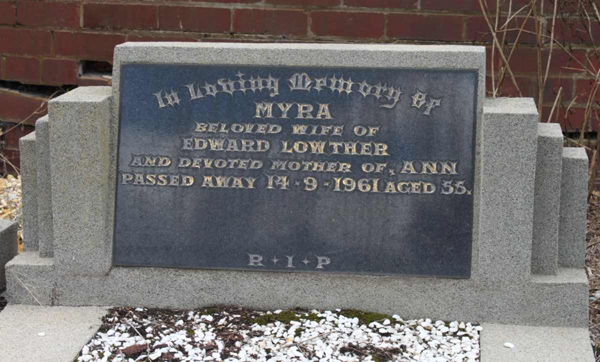 In Loving Memory of
MYRA
BELOVED WIFE OF
EDWARD LOWTHER
AND DEVOTED MOTHER OF, ANN
PASSED AWAY 14-9-1961 AGED 55.
R · I · P